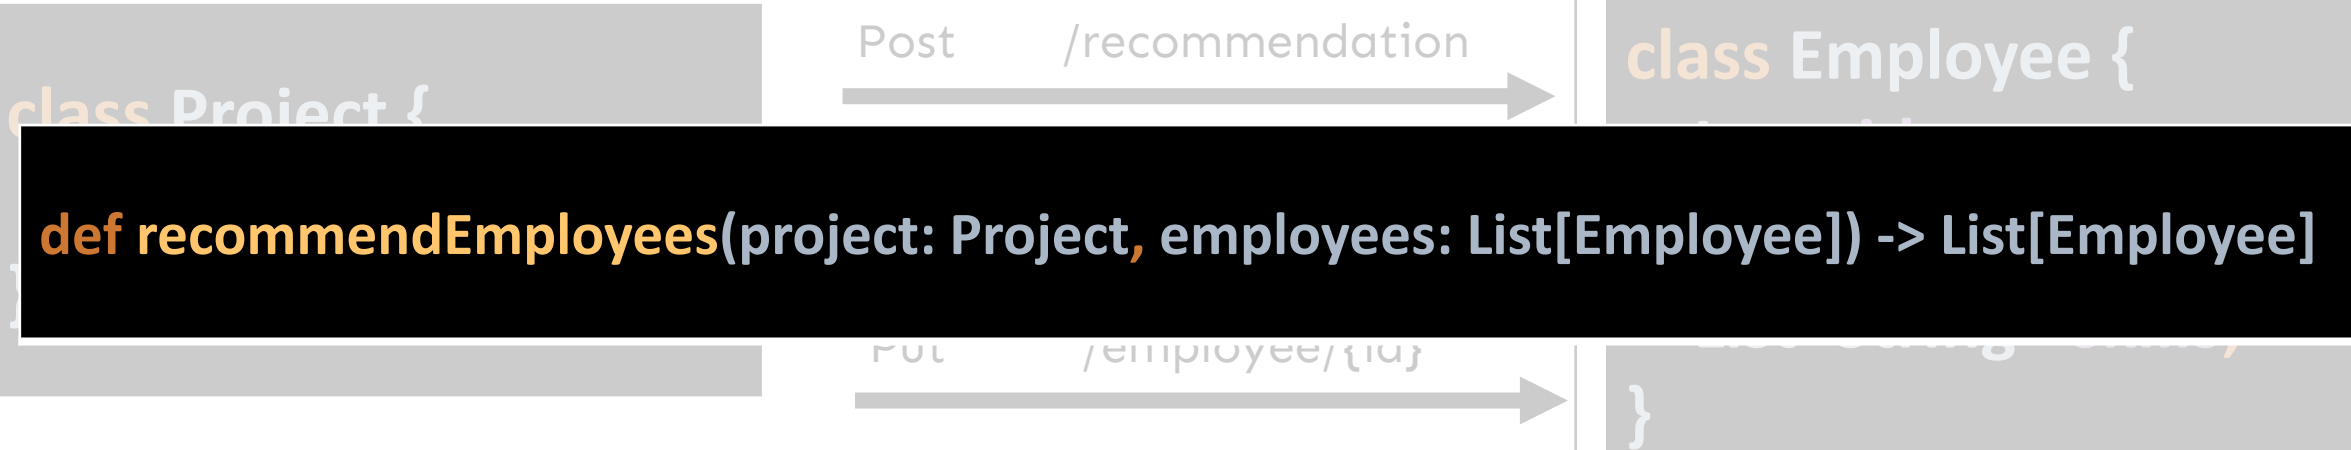 Post /recommendation
class Employee {
class Project {
def recommendEmployees(project: Project, employees: List[Employee]) -> List[Employee]
}
Put /employee/{id}
}